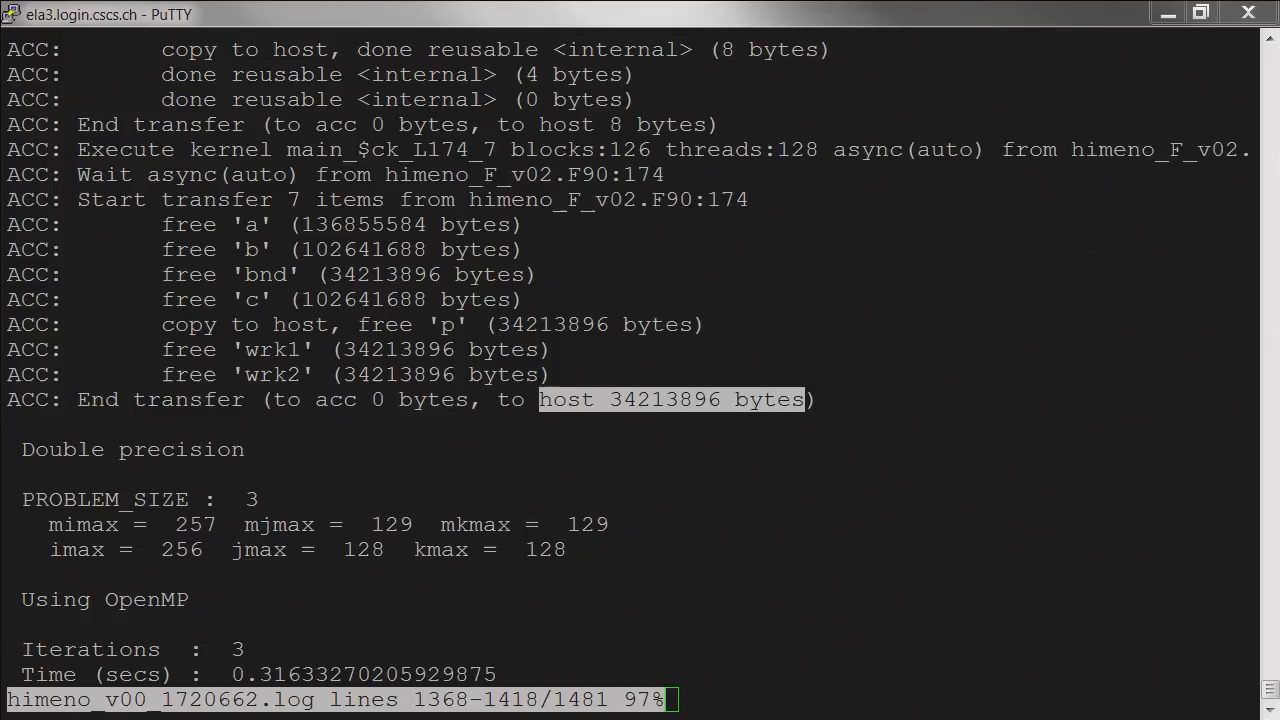 ela3.login.cscs.ch - PuTTY
ACC:       copy to host, done reusable <internal> (8 bytes)
ACC:       done reusable <internal> (4 bytes)
ACC:       done reusable <internal> (0 bytes)
ACC: End transfer (to acc 0 bytes, to host 8 bytes)
ACC: Execute kernel main_$ck_L174_7 blocks:126 threads:128 async(auto) from himeno_F_v02.
ACC: Wait async(auto) from himeno_F_v02.F90:174
ACC: Start transfer 7 items from himeno_F_v02.F90:174
ACC:       free 'a' (136855584 bytes)
ACC:       free 'b' (102641688 bytes)
ACC:       free 'bnd' (34213896 bytes)
ACC:       free 'c' (102641688 bytes)
ACC:       copy to host, free 'p' (34213896 bytes)
ACC:       free 'wrk1' (34213896 bytes)
ACC:       free 'wrk2' (34213896 bytes)
ACC: End transfer (to acc 0 bytes, to host 34213896 bytes)
Double precision
PROBLEM_SIZE :  3
mimax =  257  mjmax =  129  mkmax =  129
imax =  256  jmax =  128  kmax =  128
Using OpenMP
Iterations  :  3
Time (secs) :  0.31633270205929875
himeno_v00_1720662.log lines 1368-1418/1481 97%